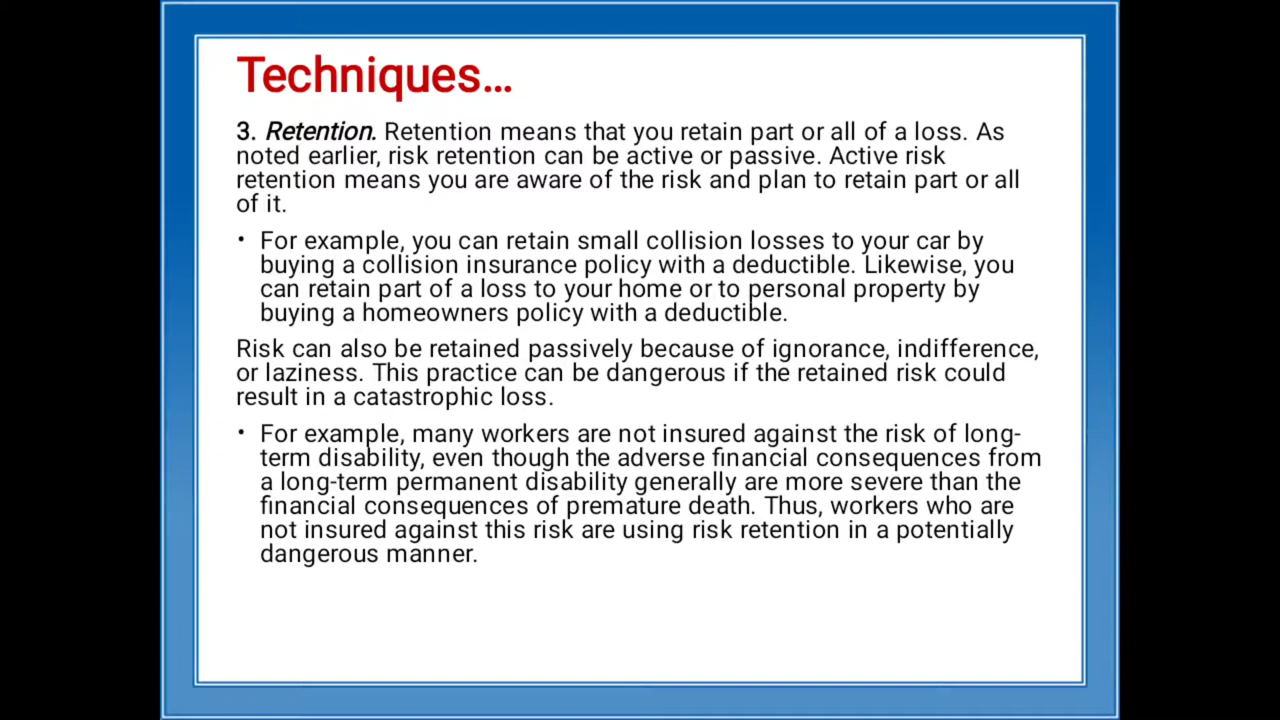 Techniques...
3. Retention. Retention means that you retain part or all of a loss. As
noted earlier, risk retention can be active or passive. Active risk
retention means you are aware of the risk and plan to retain part or all
of it.
• For example, you can retain small collision losses to your car by
buying a collision insurance policy with a deductible. Likewise, you
can retain part of a loss to your home or to personal property by
buying a homeowners policy with a deductible.
Risk can also be retained passively because of ignorance, indifference,
or laziness. This practice can be dangerous if the retained risk could
result in a catastrophic loss.
• For example, many workers are not insured against the risk of long-
term disability, even though the adverse financial consequences from
a long-term permanent disability generally are more severe than the
financial consequences of premature death. Thus, workers who are
not insured against this risk are using risk retention in a potentially
dangerous manner.